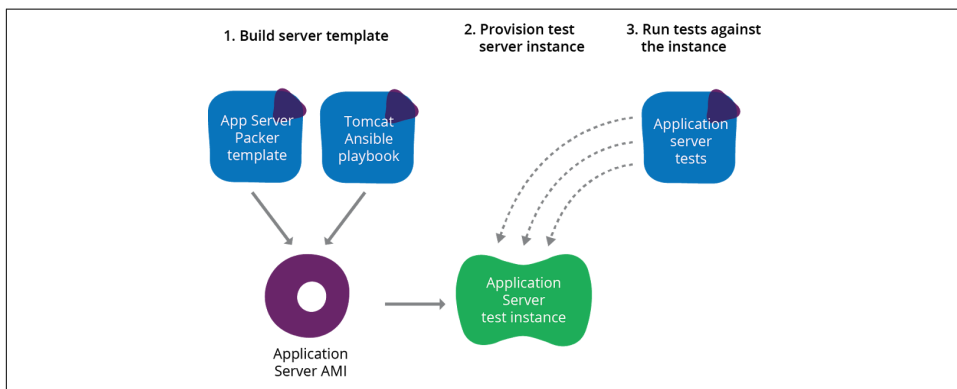 1. Build server template
2. Provision test
server instance
3. Run tests against
the instance
App Server
Packer
template
Tomcat
Ansible
playbook
Application
server
tests
Application
Server
test instance
Application
Server AMI